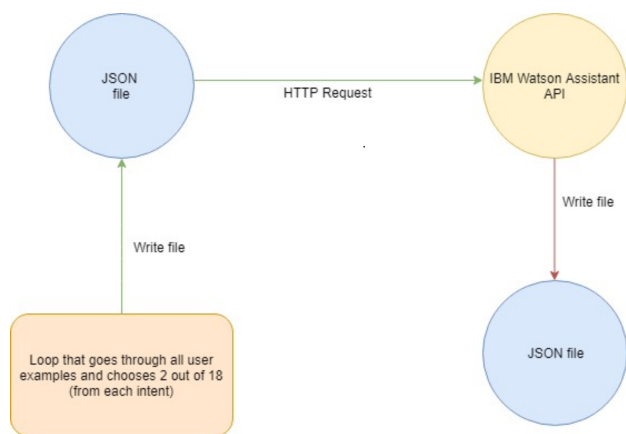 JSON
file
HTTP Request
IBM Watson Assistant
API
Write file
Write file
Loop that goes through all user
examples and chooses 2 out of 18
(from each intent)
JSON file